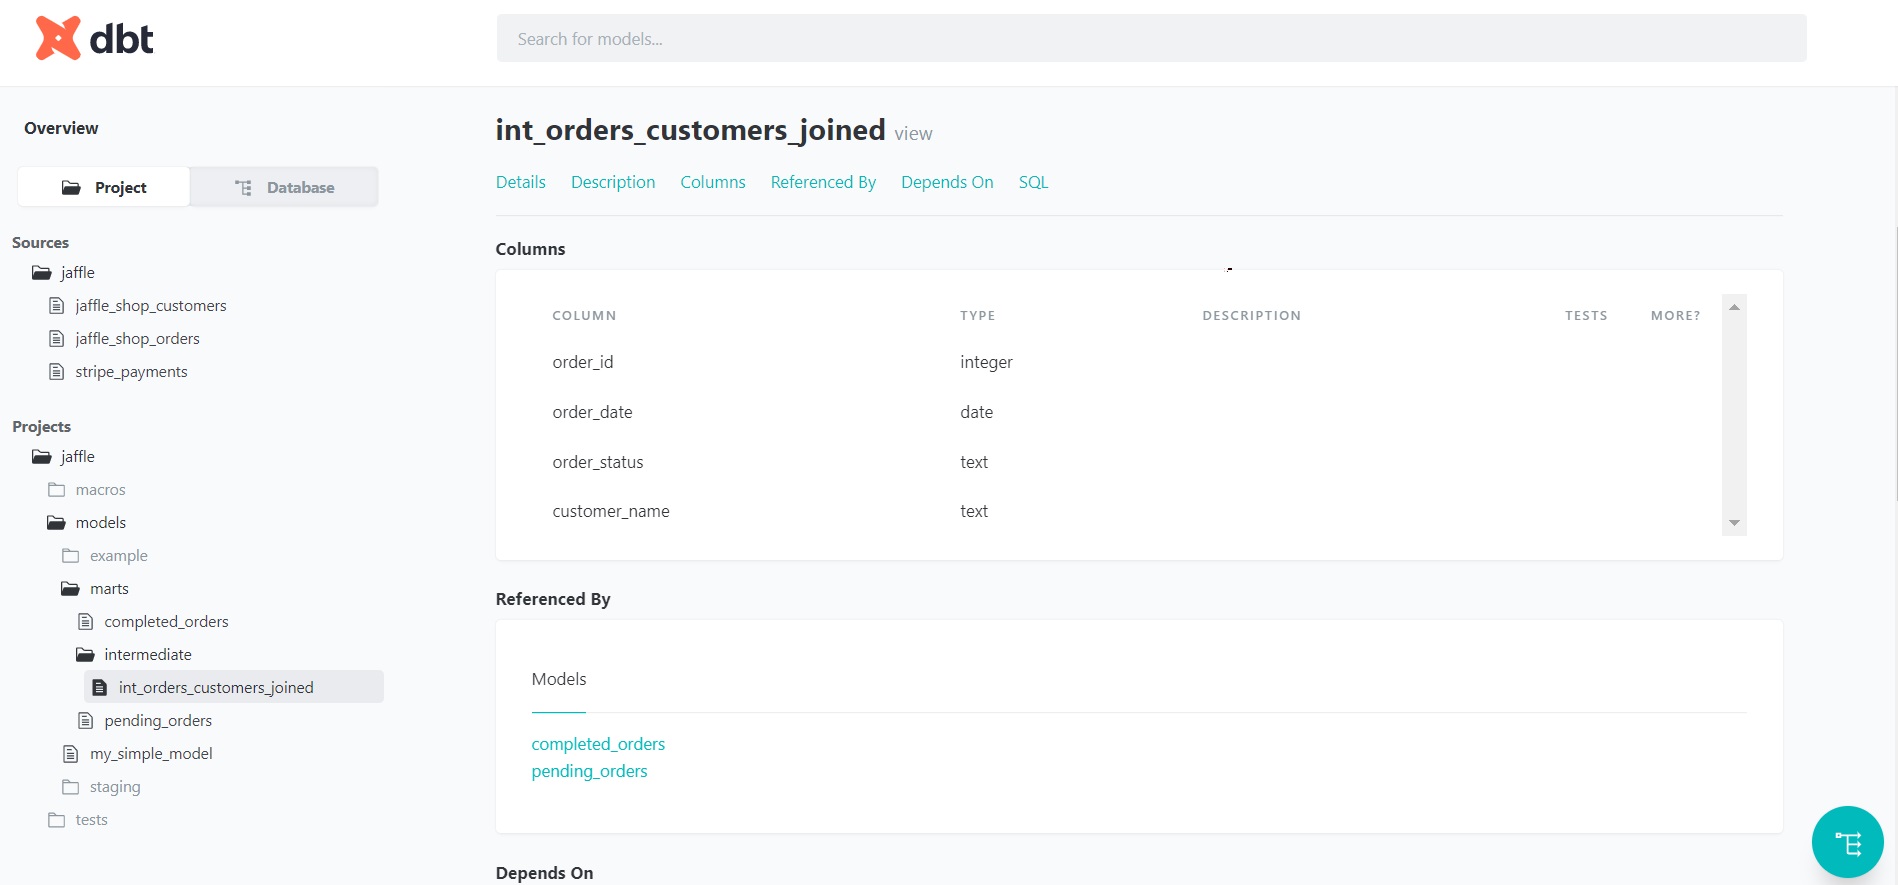 dbt
Search for models...
Overview
Project Database
Sources
jaffle
jaffle_shop_customers
jaffle_shop_orders
stripe_payments
Projects
jaffle
macros
models
example
marts
completed_orders
intermediate
int_orders_customers_joined
pending_orders
my_simple_model
staging
tests
int_orders_customers_joined view
Details Description Columns Referenced By Depends On SQL
Columns
COLUMN TYPE DESCRIPTION TESTS MORE?
order_id integer
order_date date
order_status text
customer_name text
Referenced By
Models
completed_orders
pending_orders
Depends On